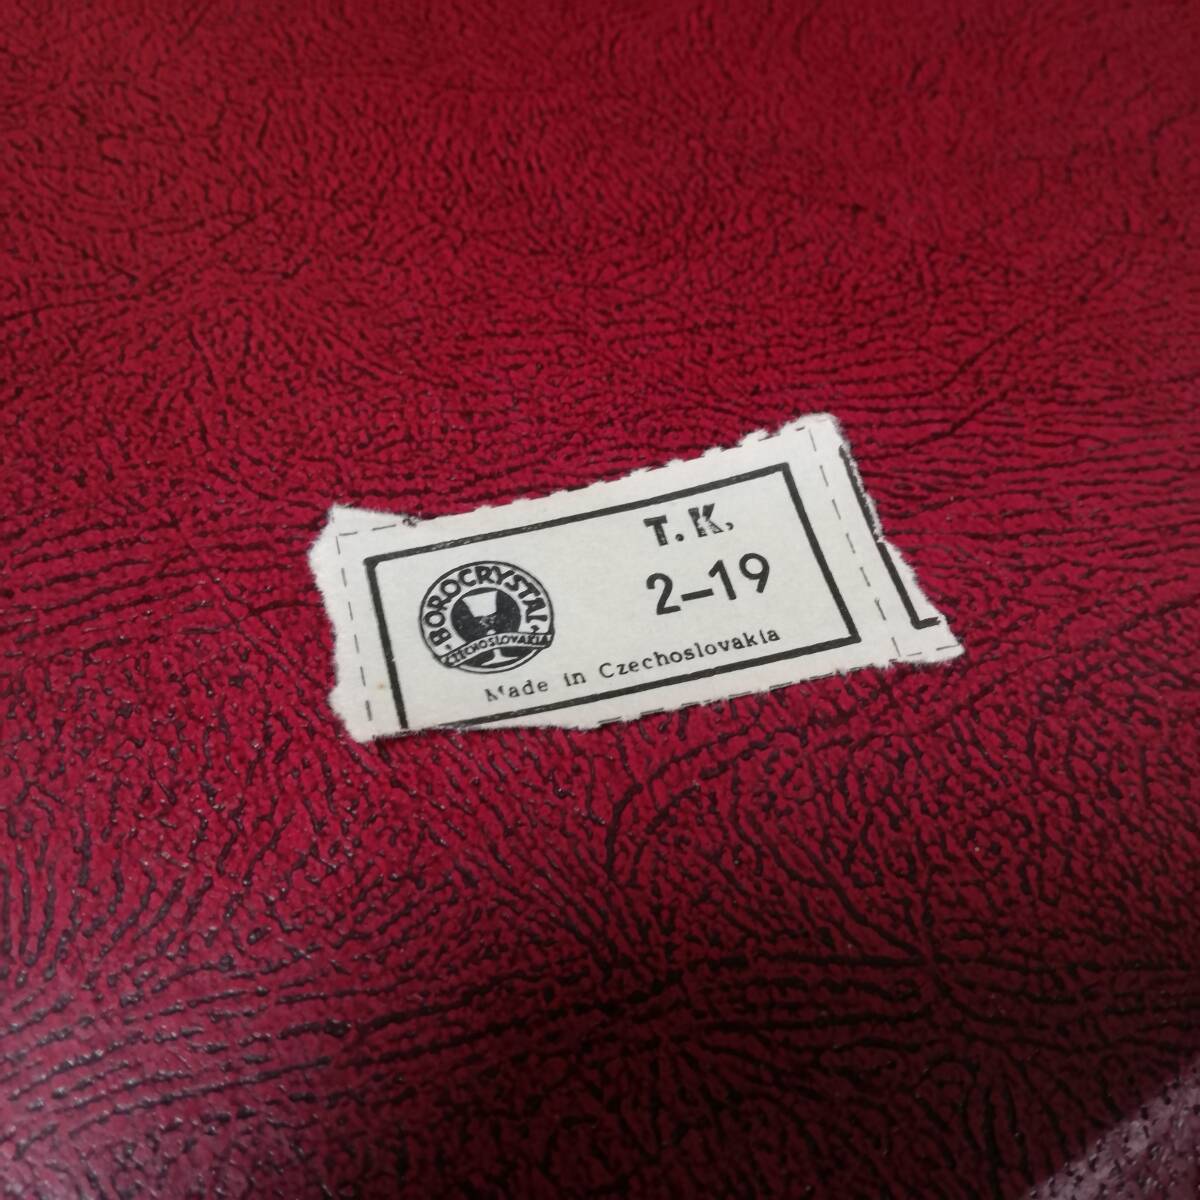 T.K.
2-19
BOROCRYSTAL
CZECHOSLOVAKIA
Made in Czechoslovakia